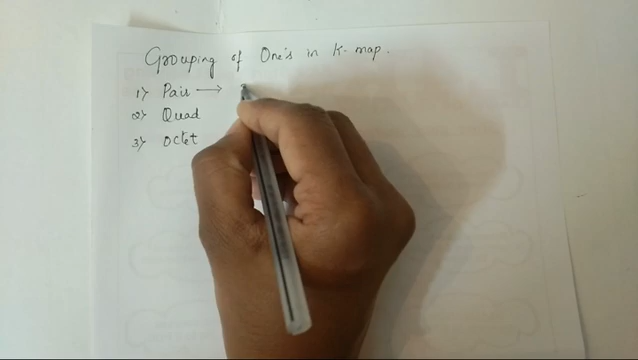 Grouping of One's in K-map.
1) Pair →
2) Quad
3) Octet